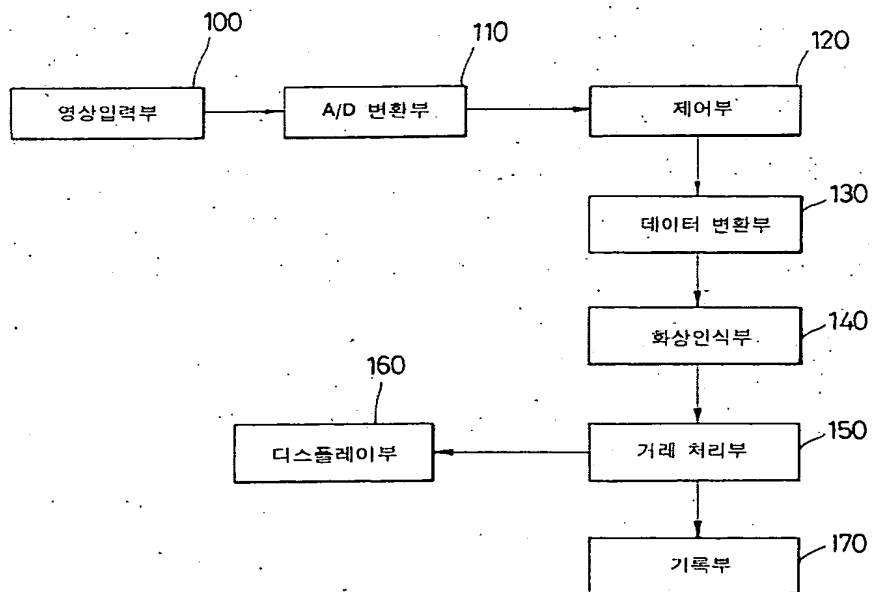 100
110
120
영상입력부
A/D 변환부
제어부
130
데이터 변환부
140
화상인식부
160
150
디스플레이부
거래 처리부
170
기록부